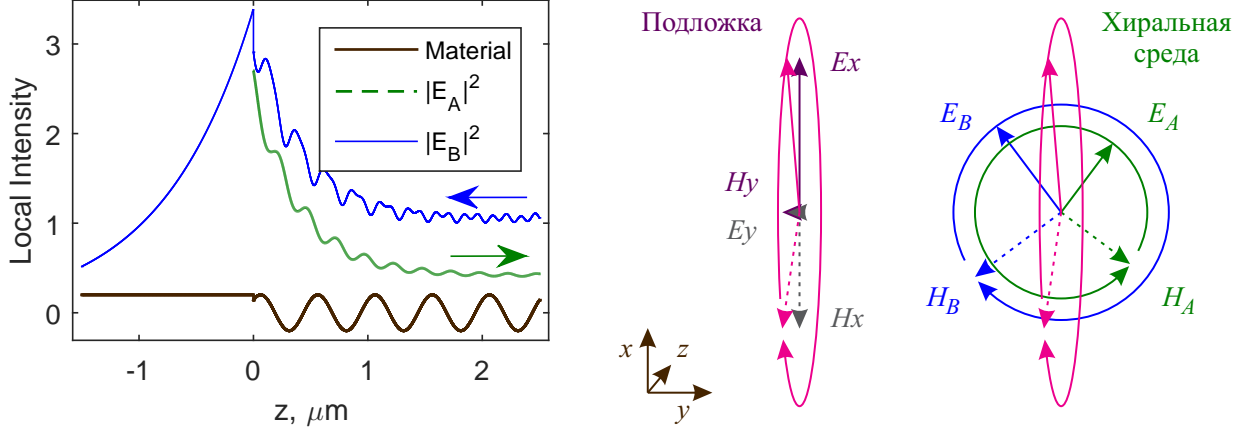 Local Intensity
3
2
1
0
-1
0
1
2
z, μm
Material
|E_A|^2
|E_B|^2
Подложка
Ex
Hy
Ey
Hx
x
z
y
Хиральная
среда
E_B
E_A
H_B
H_A